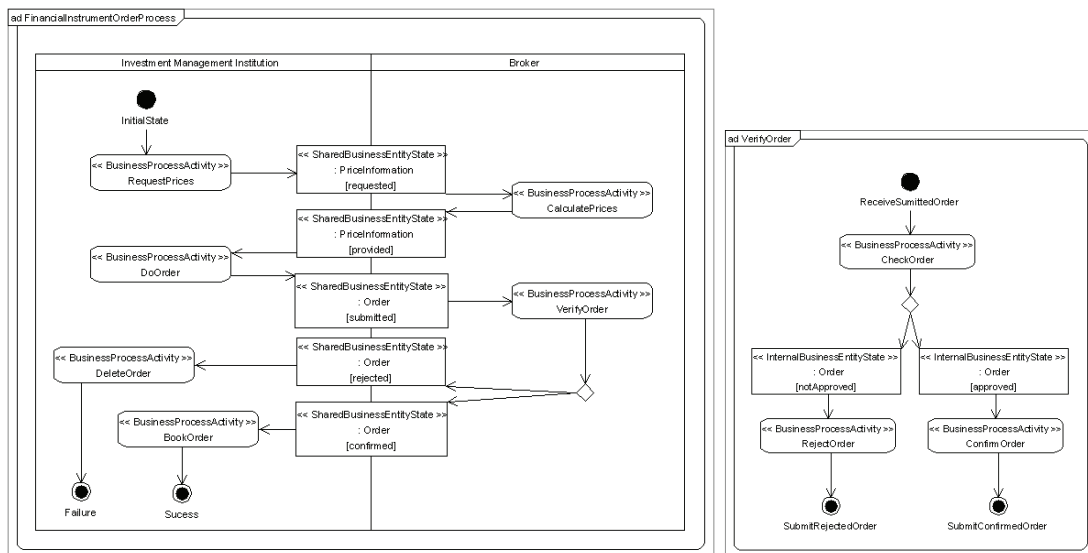 ad FinancialInstrumentOrderProcess
Investment Management Institution
Broker
InitialState
<< BusinessProcessActivity >>
RequestPrices
<< SharedBusinessEntityState >>
: PriceInformation
[requested]
<< BusinessProcessActivity >>
CalculatePrices
<< SharedBusinessEntityState >>
: PriceInformation
[provided]
<< BusinessProcessActivity >>
DoOrder
<< SharedBusinessEntityState >>
: Order
[submitted]
<< BusinessProcessActivity >>
VerifyOrder
<< SharedBusinessEntityState >>
: Order
[rejected]
<< BusinessProcessActivity >>
DeleteOrder
<< SharedBusinessEntityState >>
: Order
[confirmed]
<< BusinessProcessActivity >>
BookOrder
Failure
Sucess
ad VerifyOrder
ReceiveSumittedOrder
<< BusinessProcessActivity >>
CheckOrder
<< InternalBusinessEntityState >>
: Order
[notApproved]
<< InternalBusinessEntityState >>
: Order
[approved]
<< BusinessProcessActivity >>
RejectOrder
<< BusinessProcessActivity >>
ConfirmOrder
SubmitRejectedOrder
SubmitConfirmedOrder